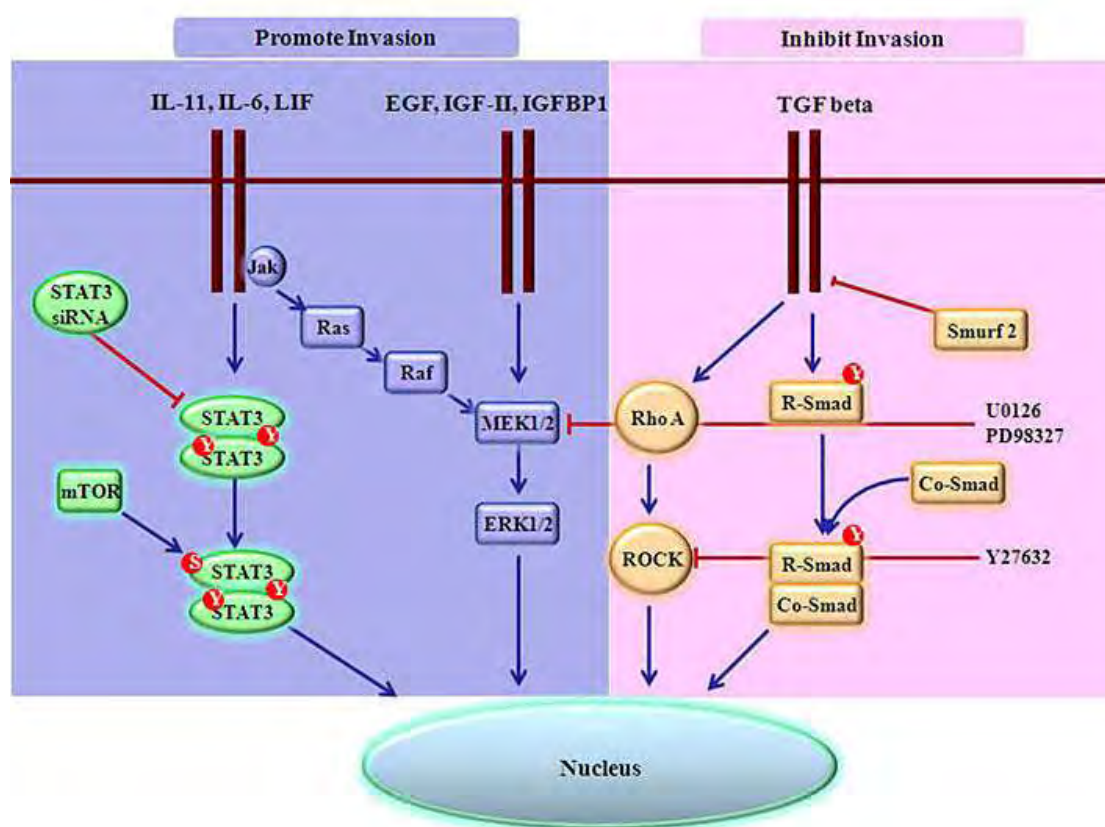 Promote Invasion
Inhibit Invasion
IL-11, IL-6, LIF
EGF, IGF-II, IGFBP1
TGF beta
Jak
STAT3
siRNA
Ras
Smurf 2
Raf
Y
R-Smad
STAT3
Y
Y
STAT3
MEK1/2
Rho A
U0126
PD98327
mTOR
Co-Smad
ERK1/2
Y
S
STAT3
Y
Y
STAT3
ROCK
R-Smad
Co-Smad
Y27632
Nucleus